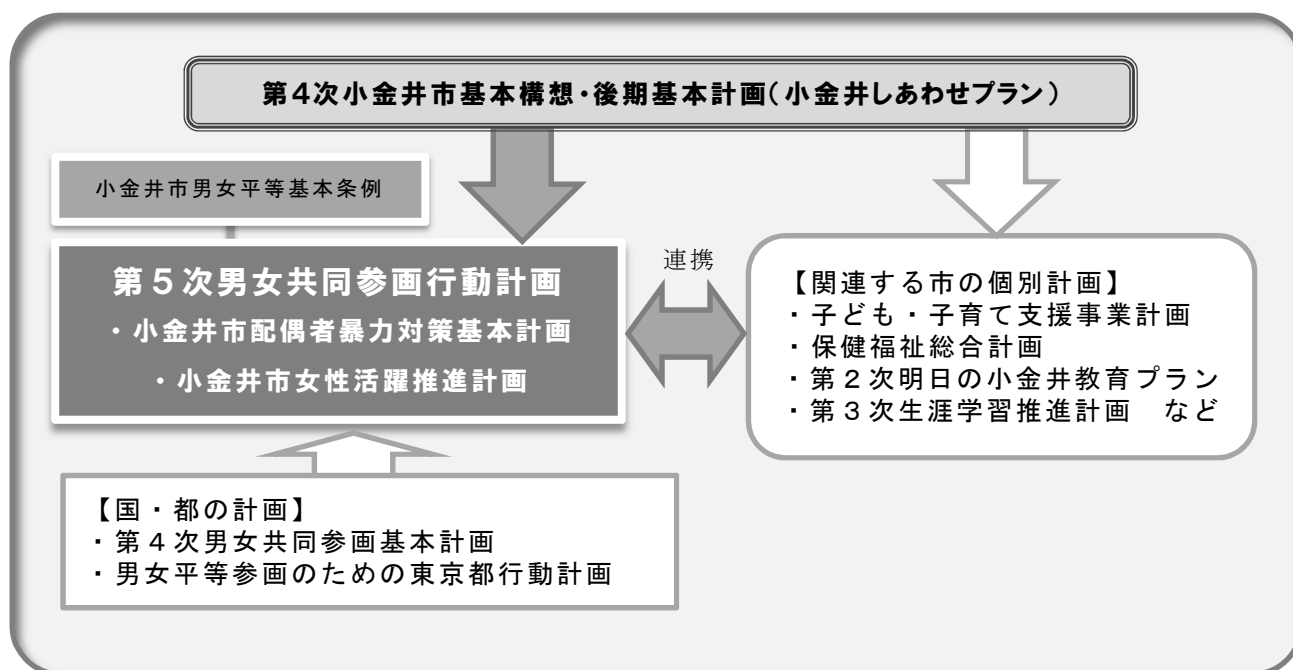 第4次小金井市基本構想・後期基本計画（小金井しあわせプラン）
小金井市男女平等基本条例
第５次男女共同参画行動計画
・小金井市配偶者暴力対策基本計画
・小金井市女性活躍推進計画
連携
【関連する市の個別計画】
・子ども・子育て支援事業計画
・保健福祉総合計画
・第２次明日の小金井教育プラン
・第３次生涯学習推進計画　など
【国・都の計画】
・第４次男女共同参画基本計画
・男女平等参画のための東京都行動計画